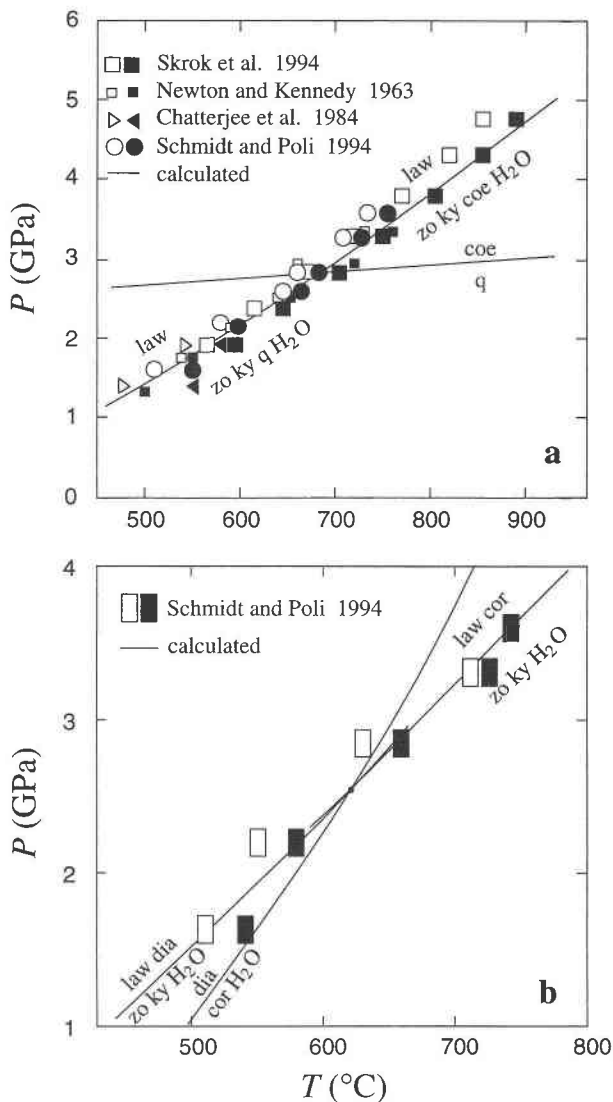 6
5
4
3
2
1
0
P (GPa)
Skrok et al. 1994
Newton and Kennedy 1963
Chatterjee et al. 1984
Schmidt and Poli 1994
calculated
law
zo ky coe H₂O
coe
q
law
zo ky q H₂O
a
500 600 700 800 900
4
3
2
1
P (GPa)
Schmidt and Poli 1994
calculated
law cor
zo ky H₂O
law dia
zo ky H₂O
dia
cor H₂O
b
500 600 700 800
T (°C)